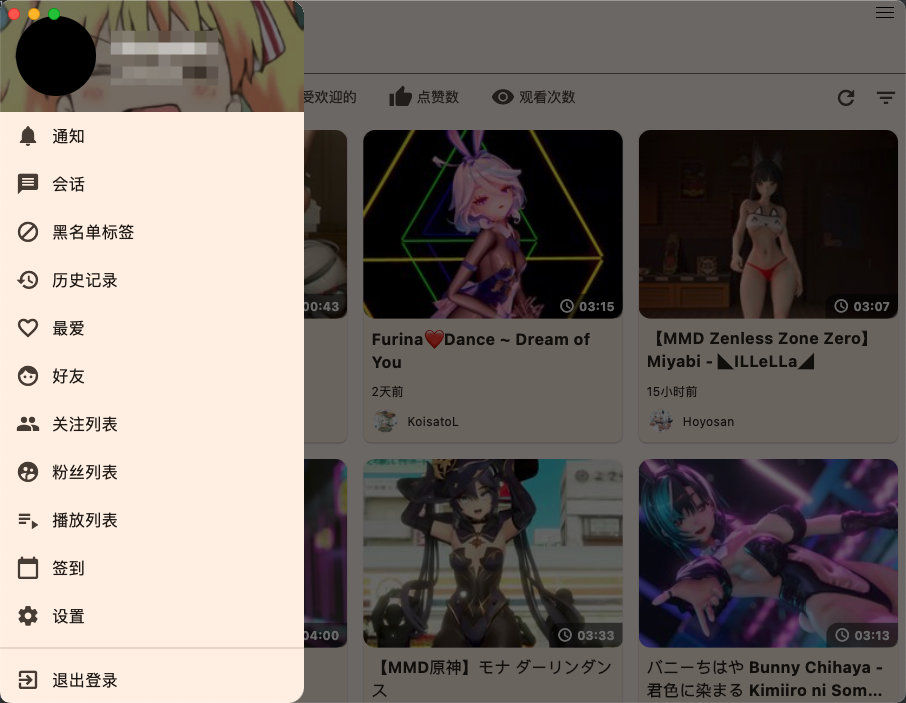 通知
会话
黑名单标签
历史记录
最爱
好友
关注列表
粉丝列表
播放列表
签到
设置
退出登录
受欢迎的
点赞数
观看次数
00:43
03:15
Furina❤️Dance ~ Dream of
You
2天前
KoisatoL
03:07
【MMD Zenless Zone Zero】
Miyabi - ◣ILLeLLa◢
15小时前
Hoyosan
04:00
03:33
【MMD原神】モナ ダーリンダン
ス
03:13
バニーちはや Bunny Chihaya -
君色に染まる Kimiiro ni Som...